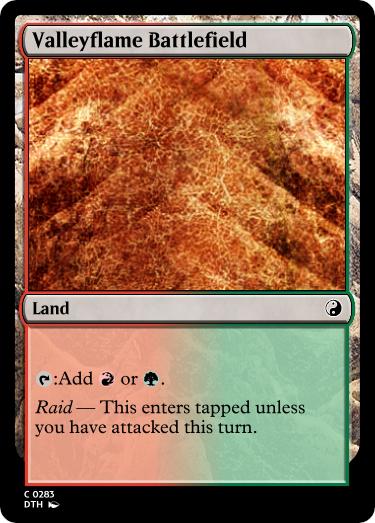 Valleyflame Battlefield
Land
:Add or .
Raid — This enters tapped unless
you have attacked this turn.
C 0283
DTH